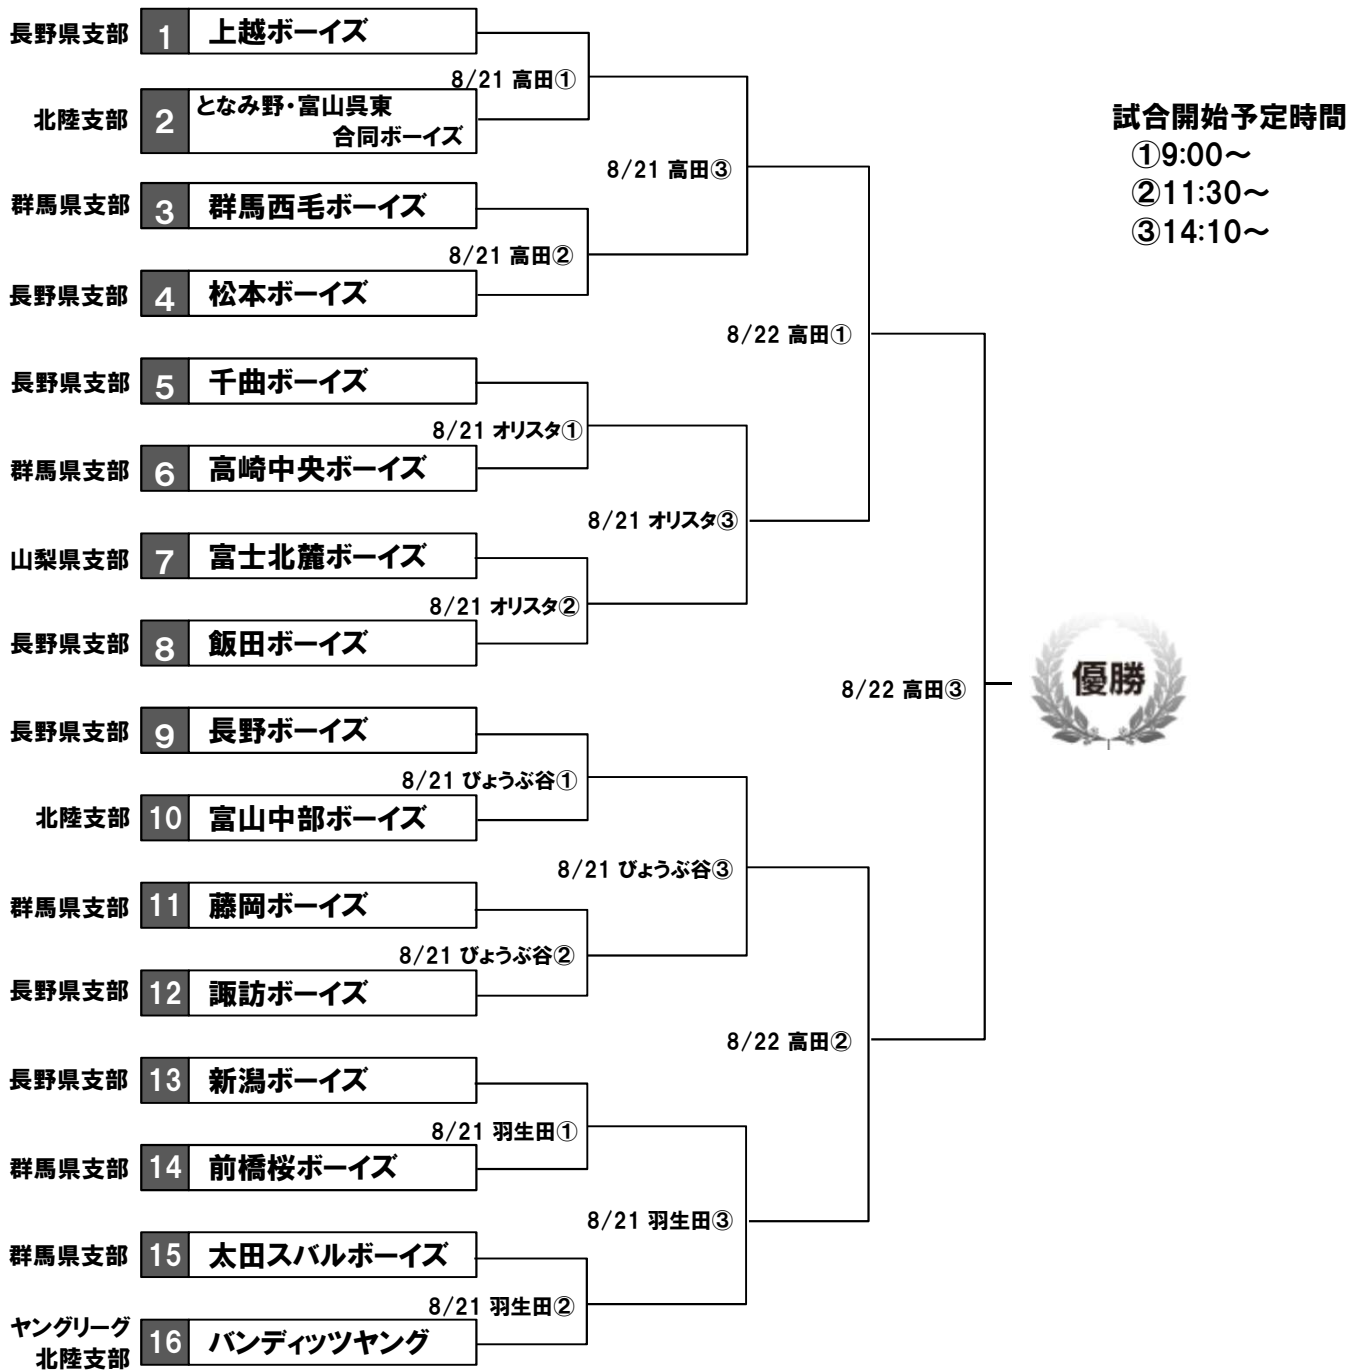 長野県支部 1 上越ボーイズ
8/21 高田①
北陸支部 2 となみ野・富山呉東
合同ボーイズ
試合開始予定時間
①9:00～
②11:30～
③14:10～
8/21 高田③
群馬県支部 3 群馬西毛ボーイズ
8/21 高田②
長野県支部 4 松本ボーイズ
8/22 高田①
長野県支部 5 千曲ボーイズ
8/21 オリスタ①
群馬県支部 6 高崎中央ボーイズ
8/21 オリスタ③
山梨県支部 7 富士北麓ボーイズ
8/21 オリスタ②
長野県支部 8 飯田ボーイズ
8/22 高田③
優勝
長野県支部 9 長野ボーイズ
8/21 びょうぶ谷①
北陸支部 10 富山中部ボーイズ
8/21 びょうぶ谷③
群馬県支部 11 藤岡ボーイズ
8/21 びょうぶ谷②
長野県支部 12 諏訪ボーイズ
8/22 高田②
長野県支部 13 新潟ボーイズ
8/21 羽生田①
群馬県支部 14 前橋桜ボーイズ
8/21 羽生田③
群馬県支部 15 太田スバルボーイズ
8/21 羽生田②
ヤングリーグ
北陸支部 16 バンディッツヤング